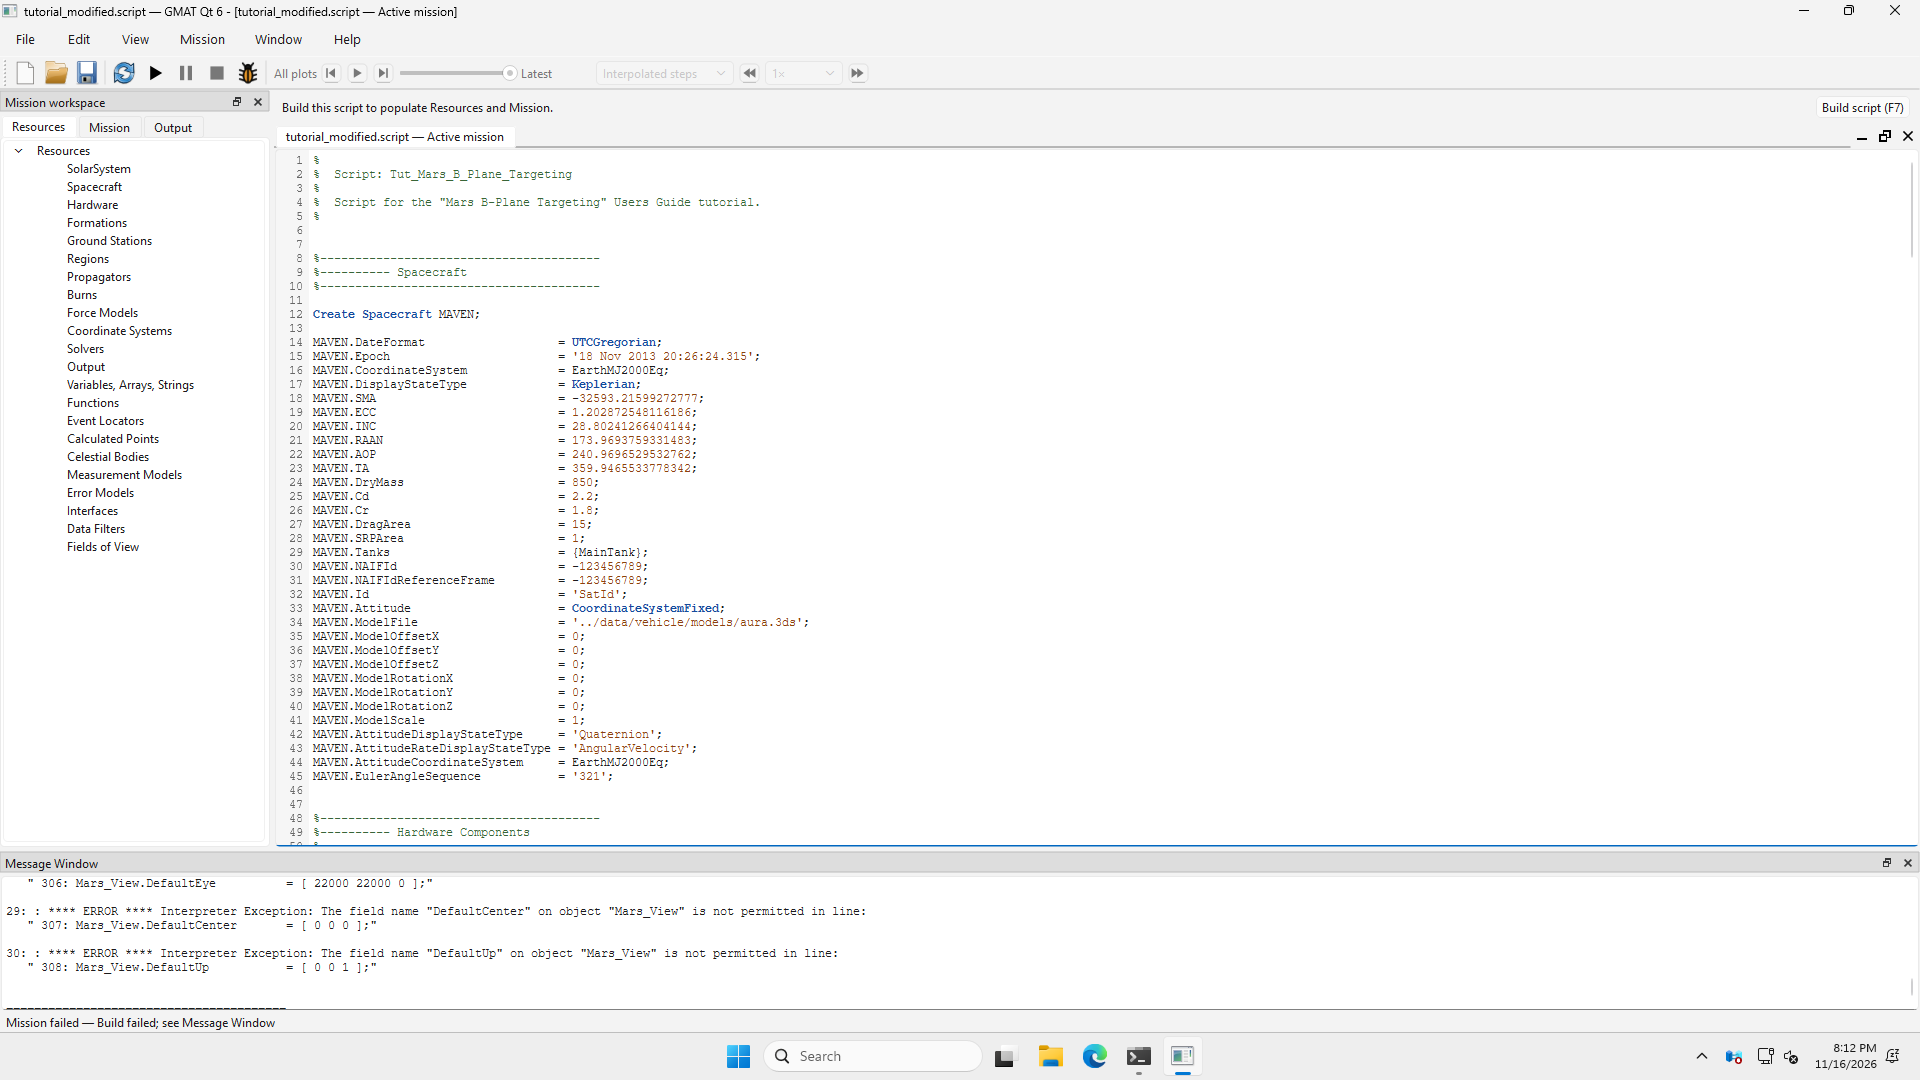 tutorial_modified.script — GMAT Qt 6 - [tutorial_modified.script — Active mission]
File Edit View Mission Window Help
All plots Latest Interpolated steps 1×
Mission workspace
Build this script to populate Resources and Mission. Build script (F7)
Resources Mission Output
tutorial_modified.script — Active mission
Resources
SolarSystem
Spacecraft
Hardware
Formations
Ground Stations
Regions
Propagators
Burns
Force Models
Coordinate Systems
Solvers
Output
Variables, Arrays, Strings
Functions
Event Locators
Calculated Points
Celestial Bodies
Measurement Models
Error Models
Interfaces
Data Filters
Fields of View
1 %
2 % Script: Tut_Mars_B_Plane_Targeting
3 %
4 % Script for the "Mars B-Plane Targeting" Users Guide tutorial.
5 %
6
7
8 %----------------------------------------
9 %---------- Spacecraft
10 %----------------------------------------
11
12 Create Spacecraft MAVEN;
13
14 MAVEN.DateFormat = UTCGregorian;
15 MAVEN.Epoch = '18 Nov 2013 20:26:24.315';
16 MAVEN.CoordinateSystem = EarthMJ2000Eq;
17 MAVEN.DisplayStateType = Keplerian;
18 MAVEN.SMA = -32593.21599272777;
19 MAVEN.ECC = 1.202872548116186;
20 MAVEN.INC = 28.80241266404144;
21 MAVEN.RAAN = 173.9693759331483;
22 MAVEN.AOP = 240.9696529532762;
23 MAVEN.TA = 359.9465533778342;
24 MAVEN.DryMass = 850;
25 MAVEN.Cd = 2.2;
26 MAVEN.Cr = 1.8;
27 MAVEN.DragArea = 15;
28 MAVEN.SRPArea = 1;
29 MAVEN.Tanks = {MainTank};
30 MAVEN.NAIFId = -123456789;
31 MAVEN.NAIFIdReferenceFrame = -123456789;
32 MAVEN.Id = 'SatId';
33 MAVEN.Attitude = CoordinateSystemFixed;
34 MAVEN.ModelFile = '../data/vehicle/models/aura.3ds';
35 MAVEN.ModelOffsetX = 0;
36 MAVEN.ModelOffsetY = 0;
37 MAVEN.ModelOffsetZ = 0;
38 MAVEN.ModelRotationX = 0;
39 MAVEN.ModelRotationY = 0;
40 MAVEN.ModelRotationZ = 0;
41 MAVEN.ModelScale = 1;
42 MAVEN.AttitudeDisplayStateType = 'Quaternion';
43 MAVEN.AttitudeRateDisplayStateType = 'AngularVelocity';
44 MAVEN.AttitudeCoordinateSystem = EarthMJ2000Eq;
45 MAVEN.EulerAngleSequence = '321';
46
47
48 %----------------------------------------
49 %---------- Hardware Components
Message Window
" 306: Mars_View.DefaultEye = [ 22000 22000 0 ];"
29: : **** ERROR **** Interpreter Exception: The field name "DefaultCenter" on object "Mars_View" is not permitted in line:
" 307: Mars_View.DefaultCenter = [ 0 0 0 ];"
30: : **** ERROR **** Interpreter Exception: The field name "DefaultUp" on object "Mars_View" is not permitted in line:
" 308: Mars_View.DefaultUp = [ 0 0 1 ];"
Mission failed — Build failed; see Message Window
Search
8:12 PM
11/16/2026